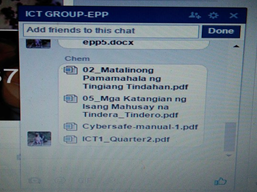 ICT GROUP-EPP
Add friends to this chat
Done
epp5.docx
Chem
02_Matalinong
Pamamahala ng
Tingiang Tindahan.pdf
05_Mga Katangian ng
Isang Mahusay na
Tindera_Tindero.pdf
Cybersafe-manual-1.pdf
ICT1_Quarter2.pdf